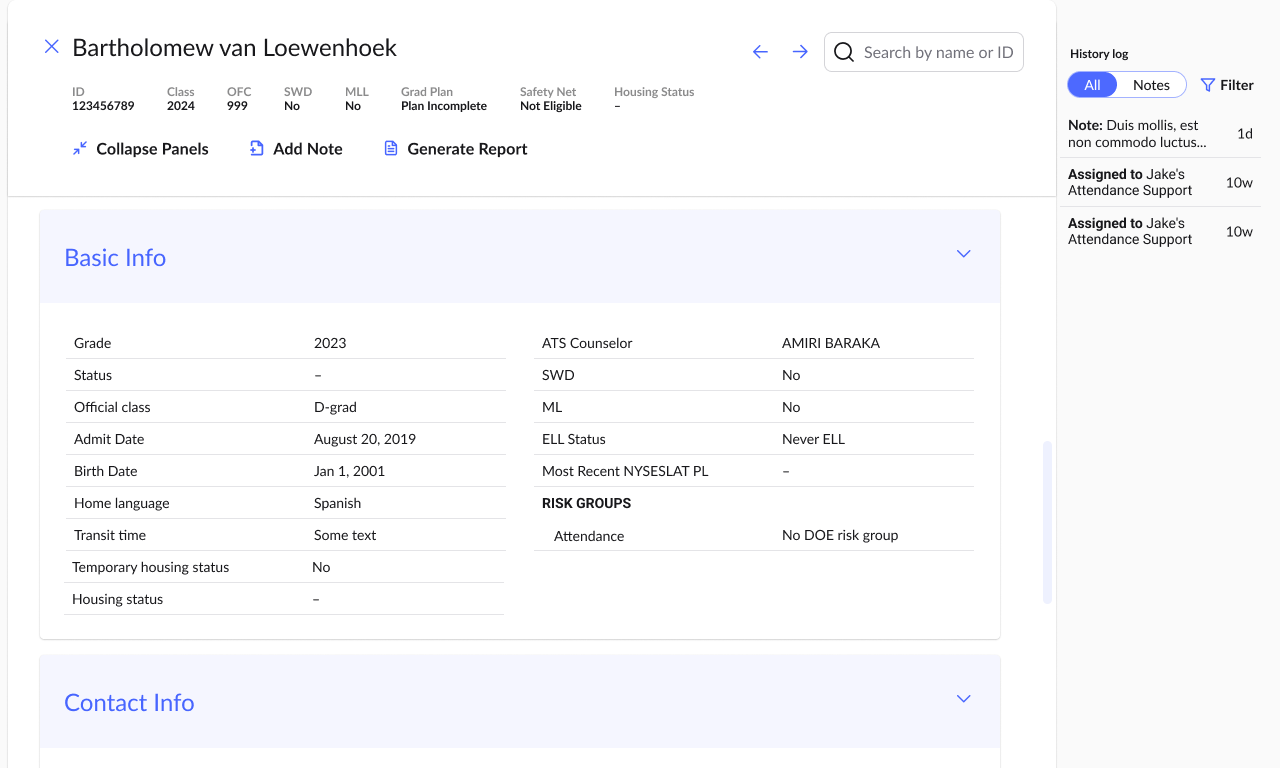 Bartholomew van Loewenhoek
Search by name or ID
ID Class OFC SWD MLL Grad Plan Safety Net Housing Status
123456789 2024 999 No No Plan Incomplete Not Eligible –
Collapse Panels Add Note Generate Report
Basic Info
Grade 2023
Status –
Official class D-grad
Admit Date August 20, 2019
Birth Date Jan 1, 2001
Home language Spanish
Transit time Some text
Temporary housing status No
Housing status –
ATS Counselor AMIRI BARAKA
SWD No
ML No
ELL Status Never ELL
Most Recent NYSESLAT PL –
RISK GROUPS
Attendance No DOE risk group
Contact Info
History log
All Notes Filter
Note: Duis mollis, est
non commodo luctus... 1d
Assigned to Jake's
Attendance Support 10w
Assigned to Jake's
Attendance Support 10w